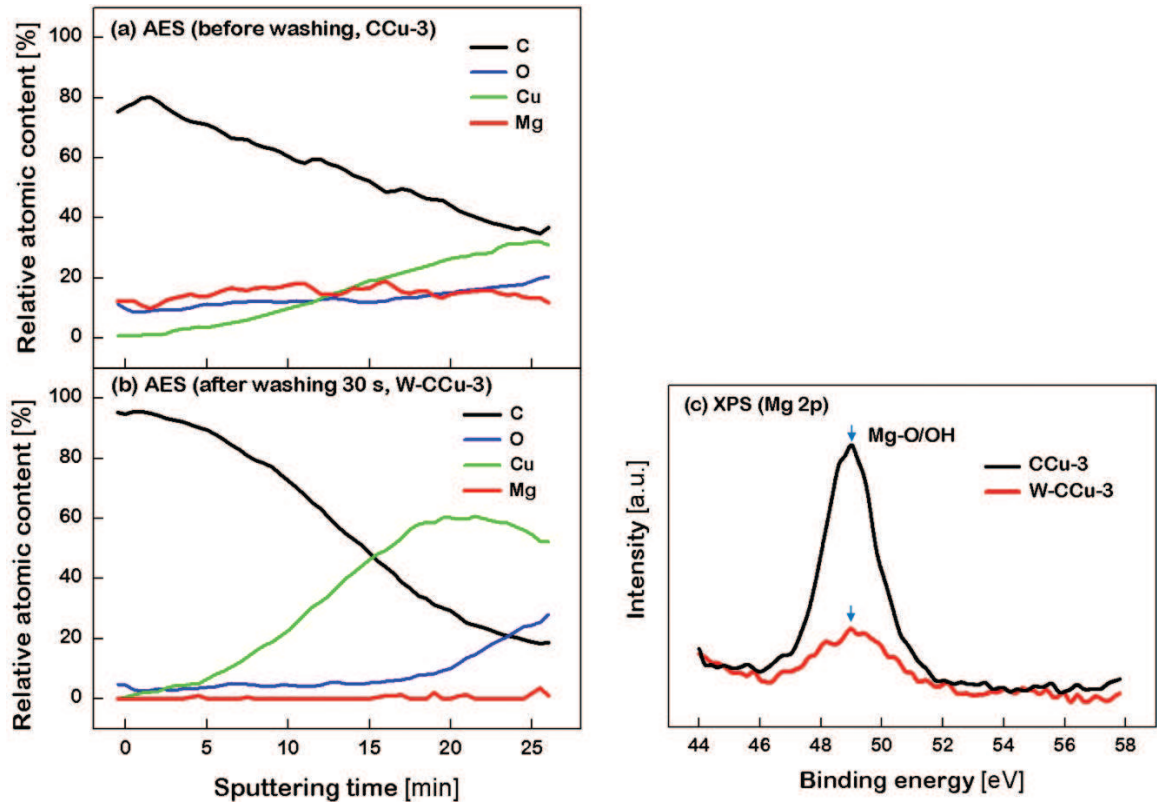 (a) AES (before washing, CCu-3)
C
O
Cu
Mg
Relative atomic content [%]
100
80
60
40
20
0
(b) AES (after washing 30 s, W-CCu-3)
C
O
Cu
Mg
Relative atomic content [%]
100
80
60
40
20
0
0 5 10 15 20 25
Sputtering time [min]
(c) XPS (Mg 2p)
Mg-O/OH
CCu-3
W-CCu-3
Intensity [a.u.]
44 46 48 50 52 54 56 58
Binding energy [eV]